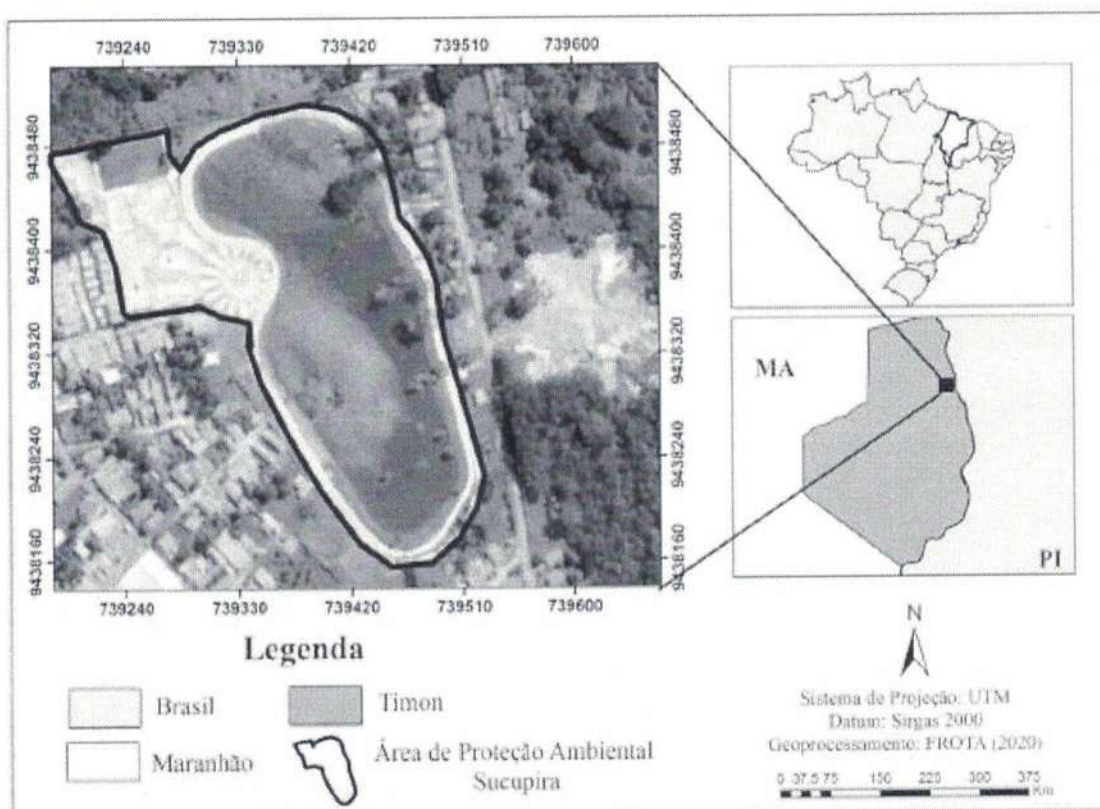 739240 739330 739420 739510 739600
9438480
9438400
9438320
9438240
9438160
9438480
9438400
9438320
9438240
9438160
739240 739330 739420 739510 739600
MA
PI
N
Legenda
Brasil
Timon
Maranhão
Área de Proteção Ambiental
Sucupira
Sistema de Projeção: UTM
Datum: Sirgas 2000
Geoprocessamento: FROTA (2020)
0 37,5 75 150 225 300 375
Km